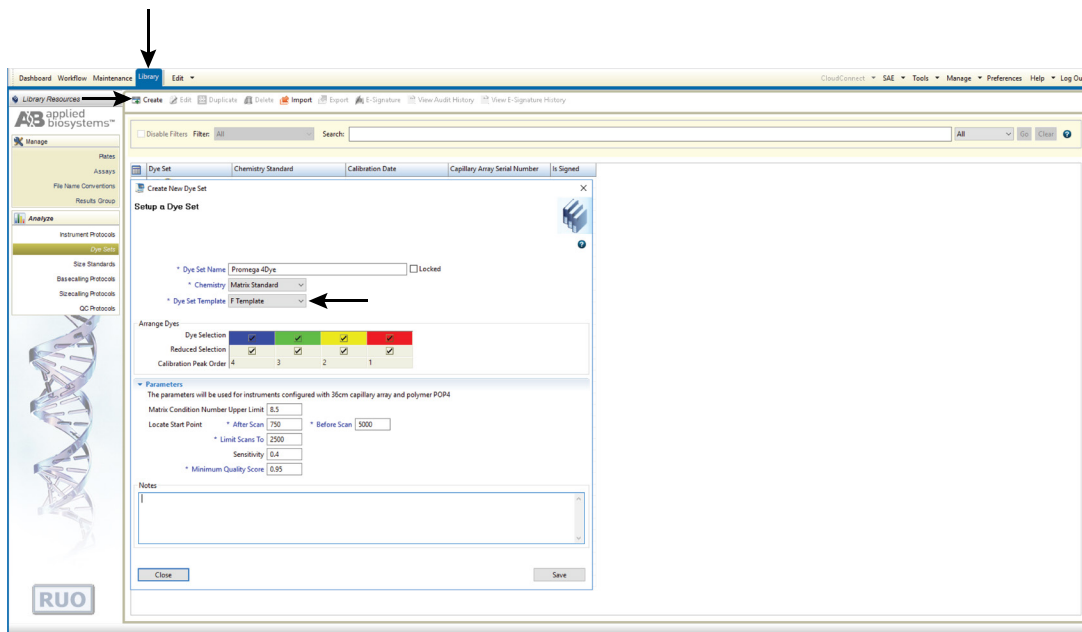 Dashboard Workflow Maintenance Library Edit CloudConnect SAE Tools Manage Preferences Help Log Ou
Library Resources Create Edit Duplicate Delete Import Export E-Signature View Audit History View E-Signature History
AB applied biosystems™
Disable Filters Filter: All Search: All Go Clear
Manage
Plates
Assays
File Name Conventions
Results Group
Analyze
Instrument Protocols
Dye Sets
Size Standards
Basecalling Protocols
Sizecalling Protocols
QC Protocols
RUO
Dye Set Chemistry Standard Calibration Date Capillary Array Serial Number Is Signed
Create New Dye Set
Setup a Dye Set
* Dye Set Name Promega 4Dye Locked
* Chemistry Matrix Standard
* Dye Set Template F Template
Arrange Dyes
Dye Selection
Reduced Selection
Calibration Peak Order 4 3 2 1
Parameters
The parameters will be used for instruments configured with 36cm capillary array and polymer POP4
Matrix Condition Number Upper Limit 8.5
Locate Start Point * After Scan 750 * Before Scan 5000
* Limit Scans To 2500
Sensitivity 0.4
* Minimum Quality Score 0.95
Notes
Close Save